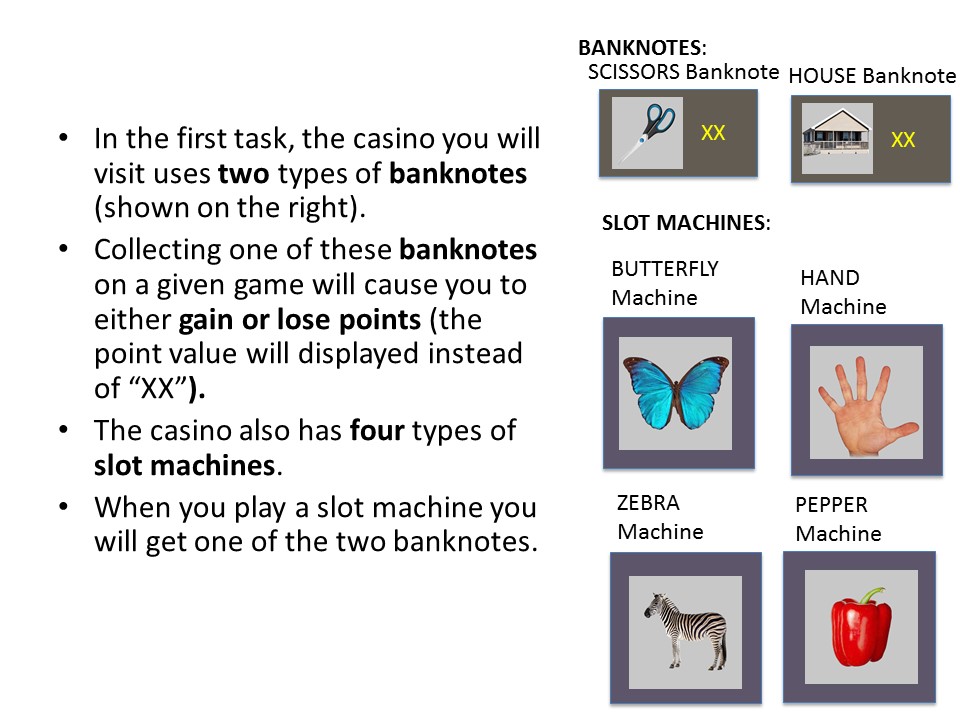 • In the first task, the casino you will
visit uses two types of banknotes
(shown on the right).
• Collecting one of these banknotes
on a given game will cause you to
either gain or lose points (the
point value will displayed instead
of “XX”).
• The casino also has four types of
slot machines.
• When you play a slot machine you
will get one of the two banknotes.
BANKNOTES:
SCISSORS Banknote
HOUSE Banknote
XX
XX
SLOT MACHINES:
BUTTERFLY
Machine
HAND
Machine
ZEBRA
Machine
PEPPER
Machine